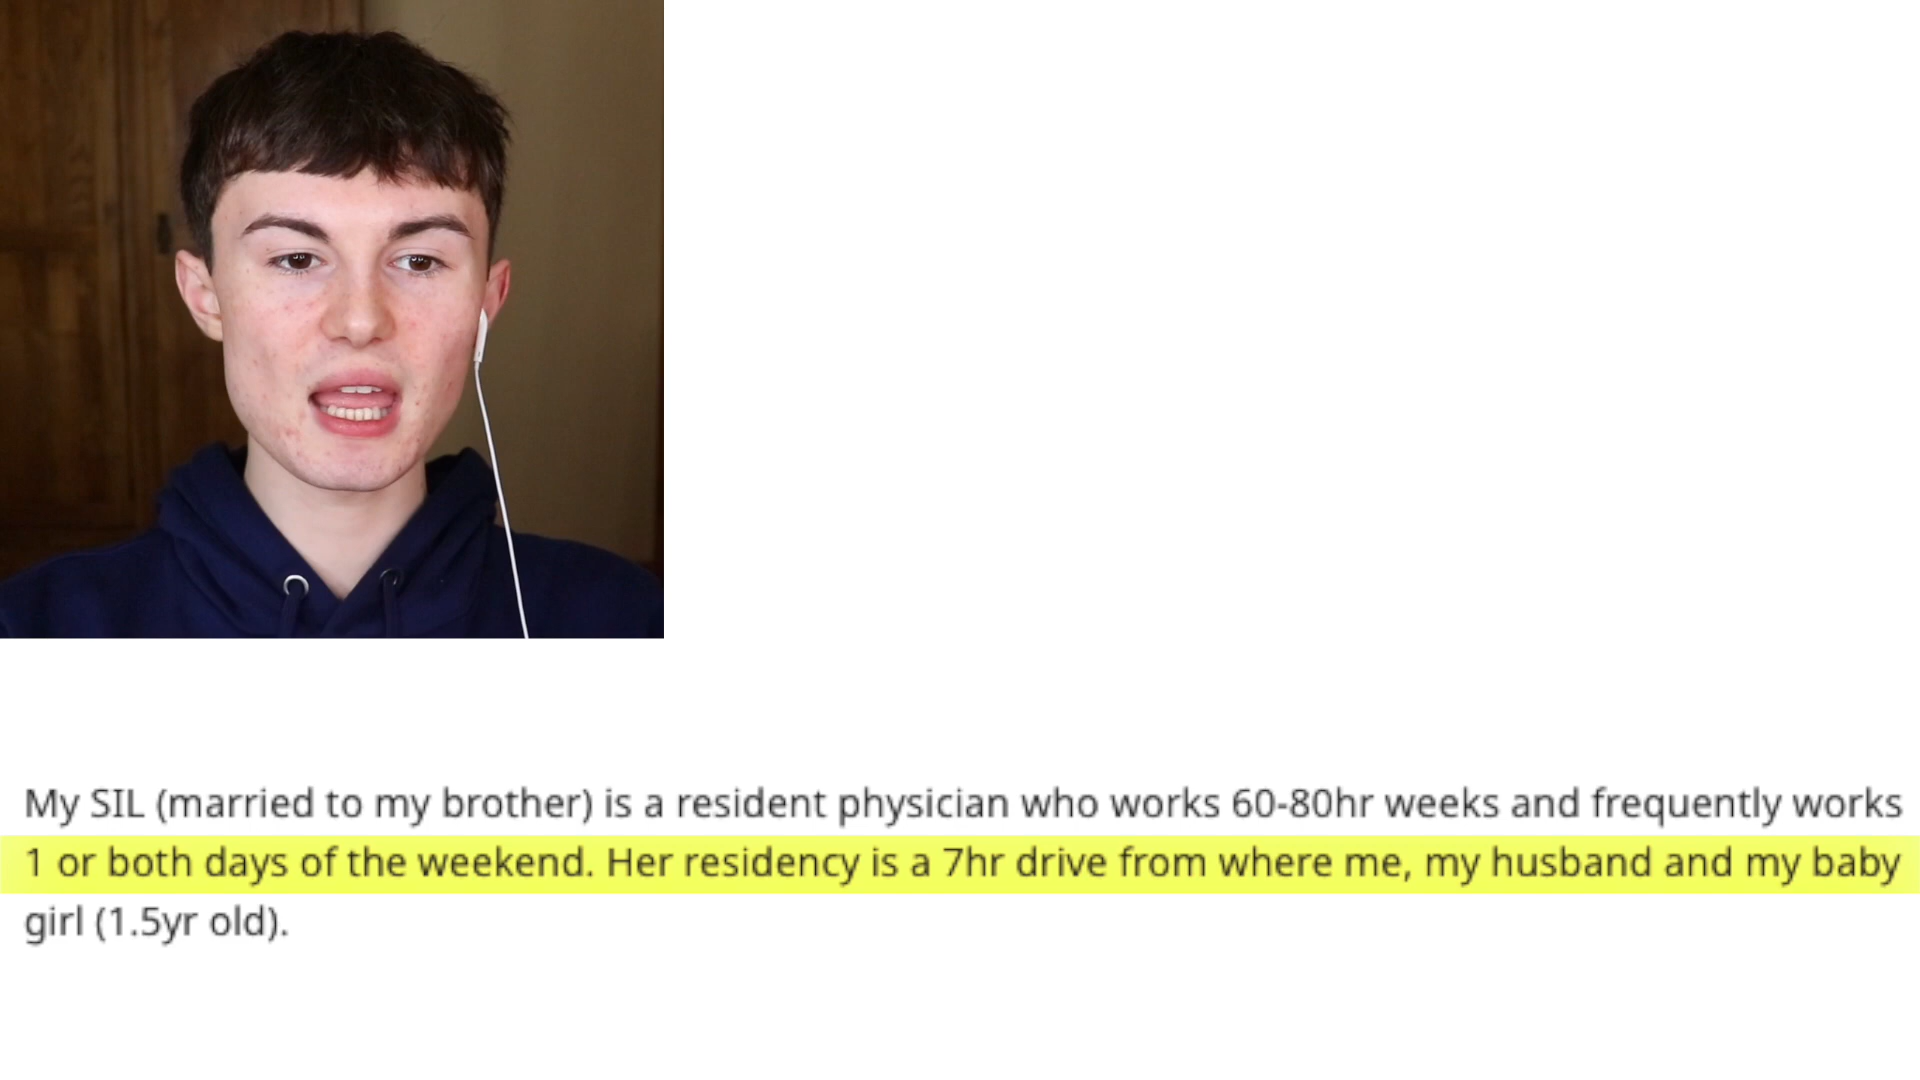 My SIL (married to my brother) is a resident physician who works 60-80hr weeks and frequently works
1 or both days of the weekend. Her residency is a 7hr drive from where me, my husband and my baby
girl (1.5yr old).